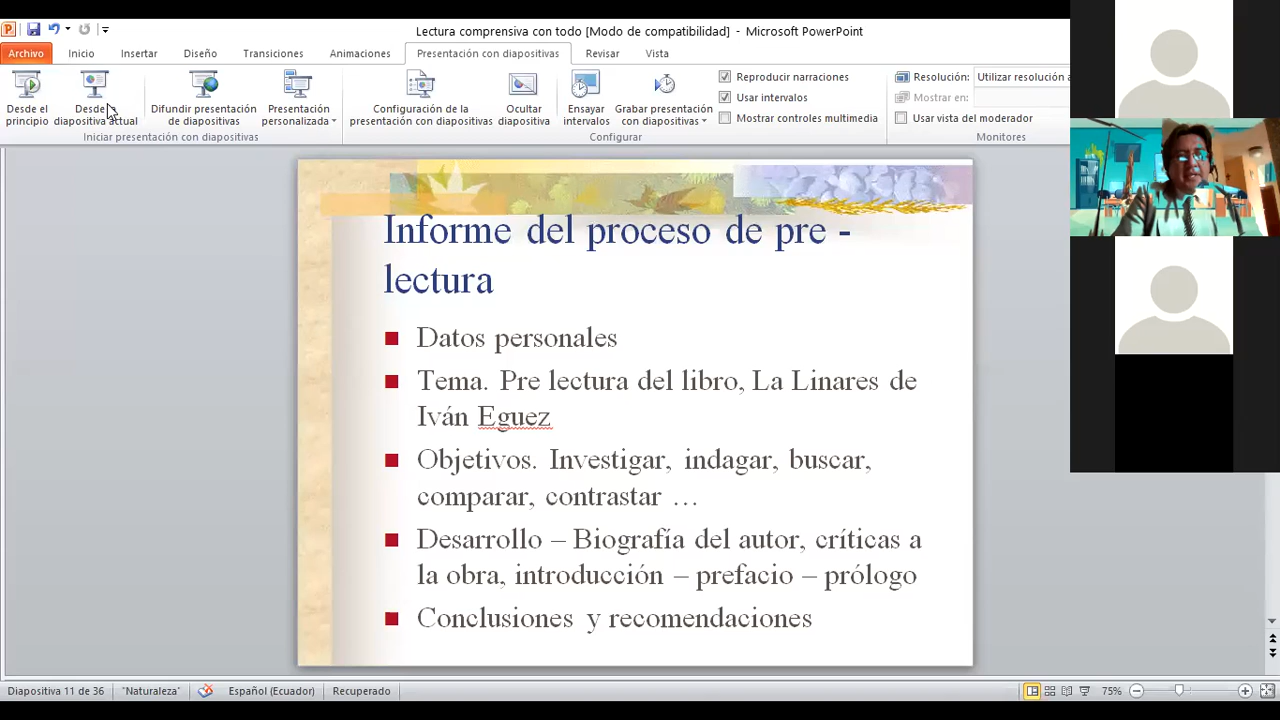 Lectura comprensiva con todo [Modo de compatibilidad] - Microsoft PowerPoint
Archivo Inicio Insertar Diseño Transiciones Animaciones Presentación con diapositivas Revisar Vista
Desde el principio
Desde la diapositiva actual
Difundir presentación de diapositivas
Presentación personalizada
Configuración de la presentación con diapositivas
Ocultar diapositiva
Ensayar intervalos
Grabar presentación con diapositivas
Reproducir narraciones
Usar intervalos
Mostrar controles multimedia
Resolución: Utilizar resolución a
Mostrar en:
Usar vista del moderador
Iniciar presentación con diapositivas
Configurar
Monitores
Informe del proceso de pre -
lectura
Datos personales
Tema. Pre lectura del libro, La Linares de
Iván Eguez
Objetivos. Investigar, indagar, buscar,
comparar, contrastar …
Desarrollo – Biografía del autor, críticas a
la obra, introducción – prefacio – prólogo
Conclusiones y recomendaciones
Diapositiva 11 de 36 "Naturaleza" Español (Ecuador) Recuperado 75%